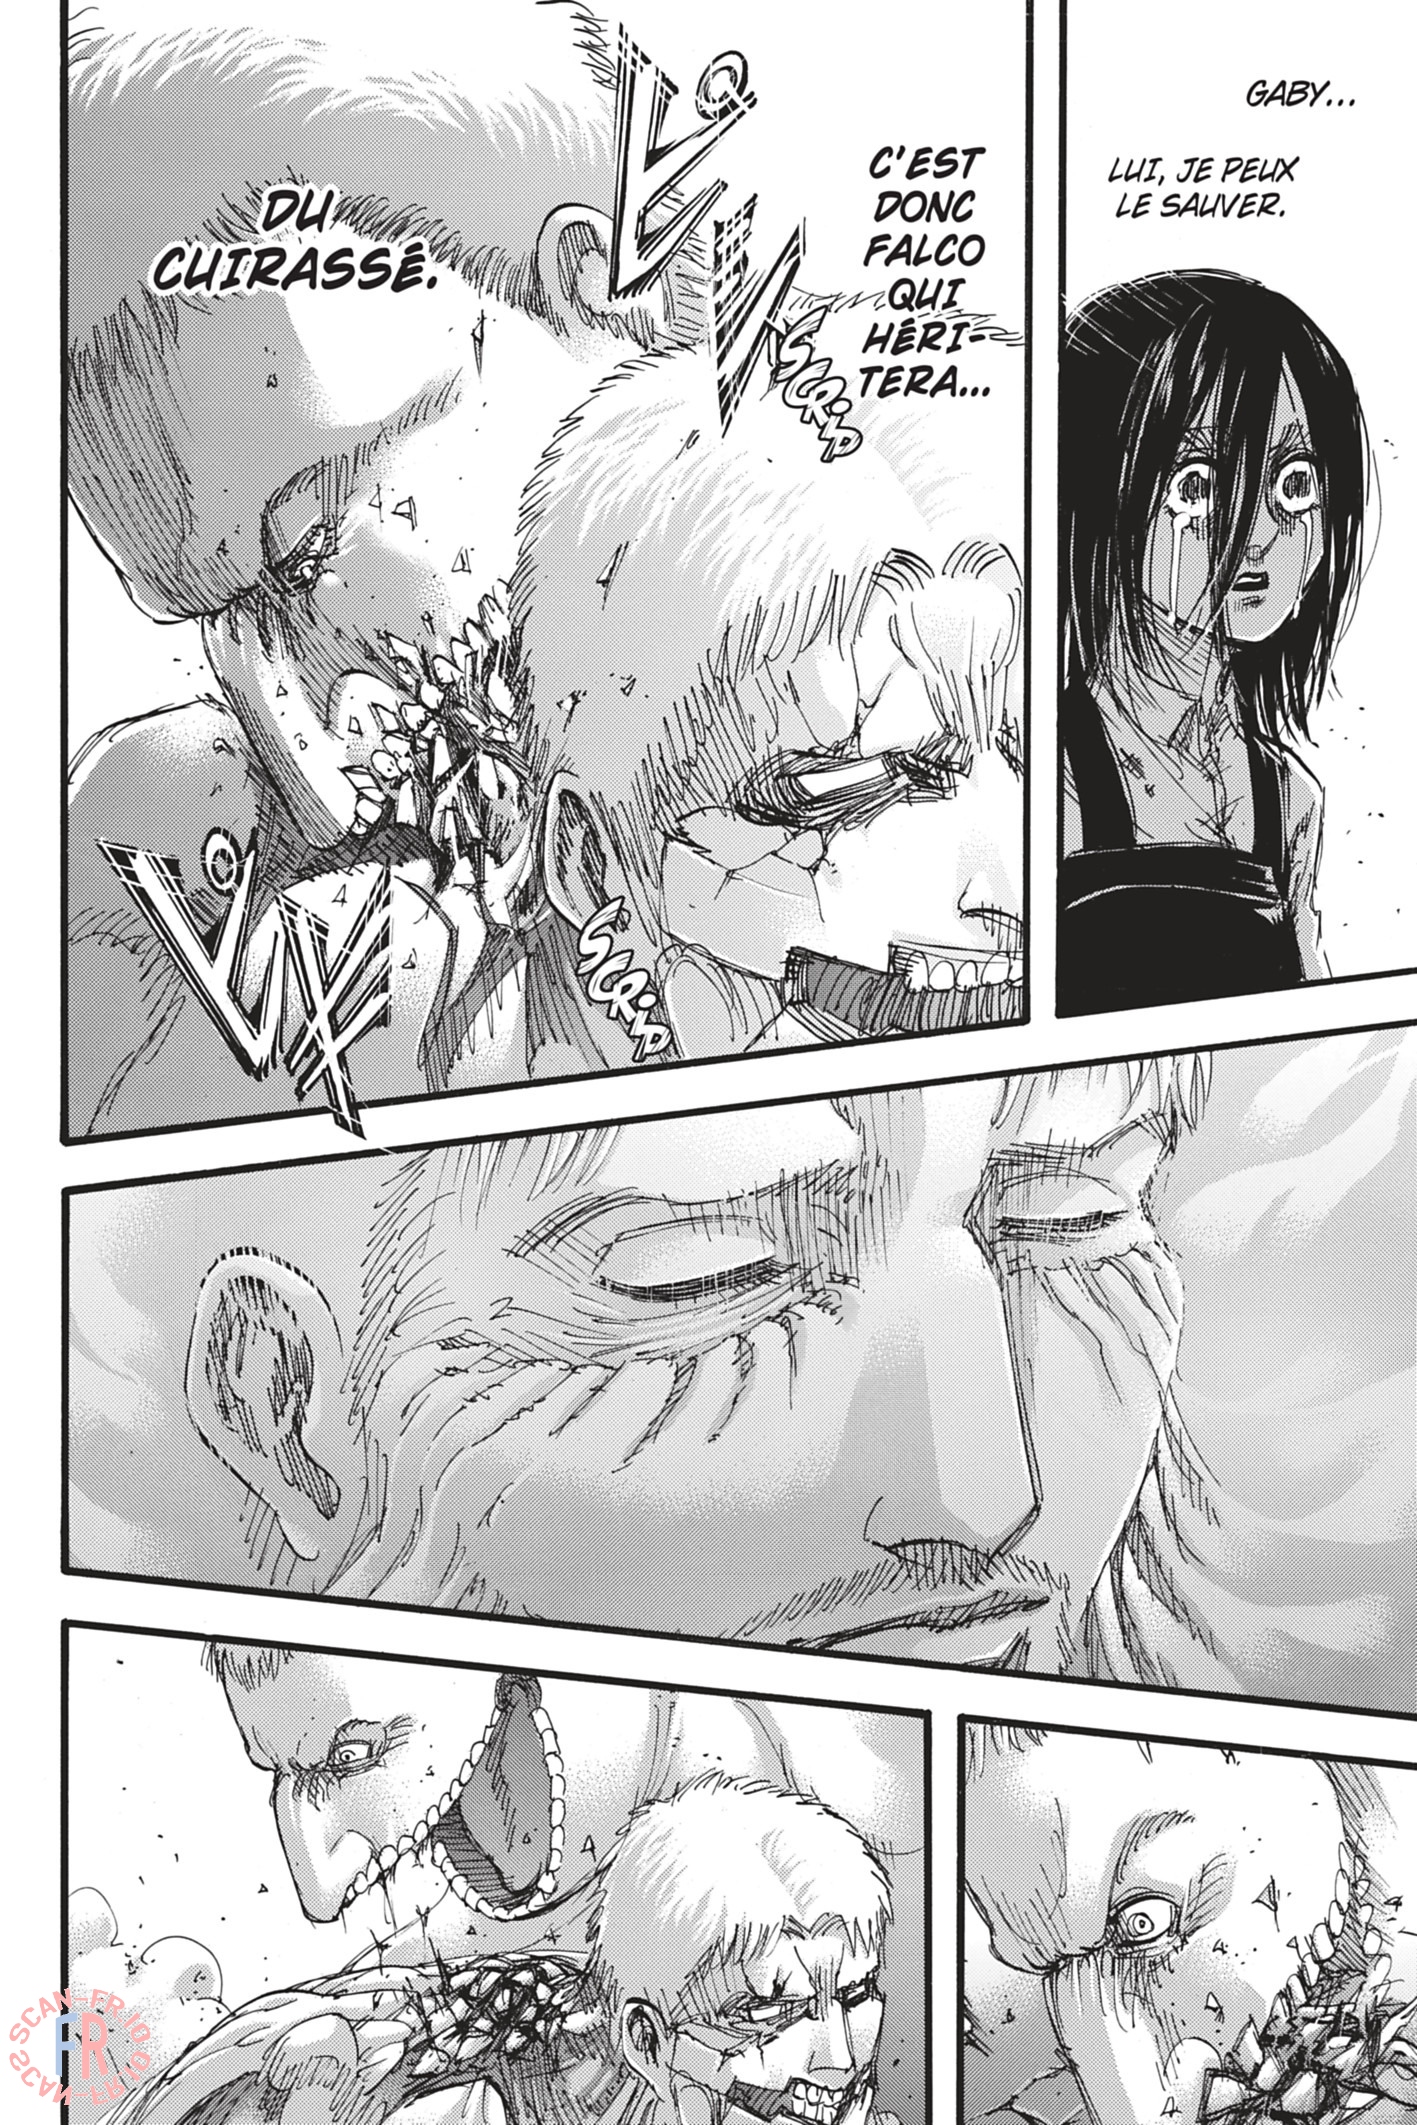 GABY...
LUI, JE PEUX
LE SAUVER.
C'EST
DONC
FALCO
QUI
HÉRI-
TERA...
DU
CUIRASSÉ.
SCRIP
SCRIP
SCAN-FR
FR